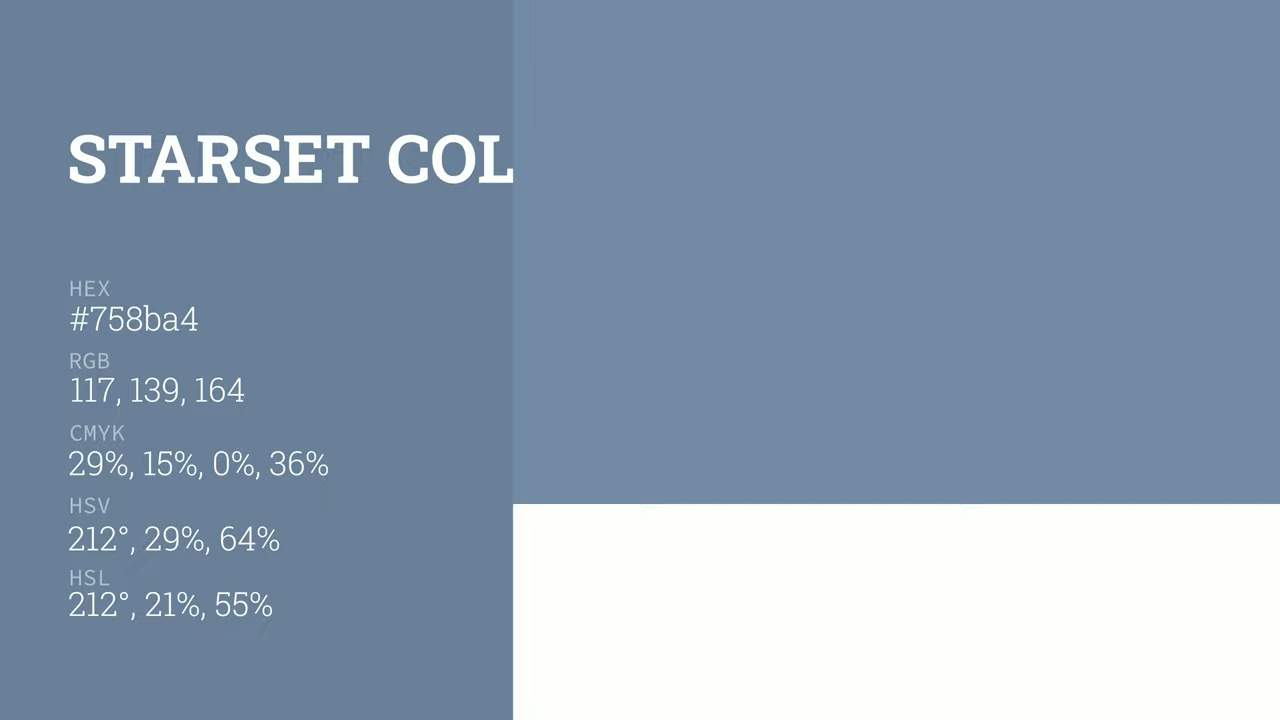 STARSET COL
HEX
#758ba4
RGB
117, 139, 164
CMYK
29%, 15%, 0%, 36%
HSV
212°, 29%, 64%
HSL
212°, 21%, 55%